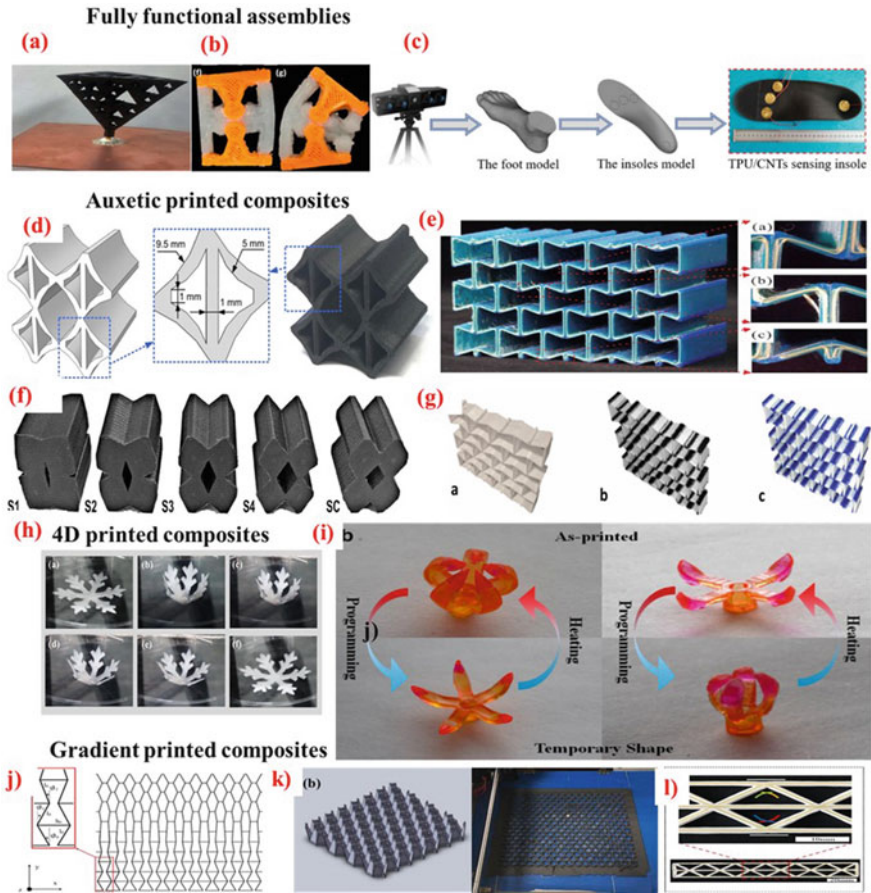 Fully functional assemblies
(a)
(b)
(f)
(g)
(c)
The foot model
The insoles model
TPU/CNTs sensing insole
Auxetic printed composites
(d)
9.5 mm
5 mm
1 mm
1 mm
(e)
(a)
(b)
(c)
(f)
S1
S2
S3
S4
SC
(g)
a
b
c
(h)
4D printed composites
(a)
(b)
(c)
(d)
(e)
(f)
(i)
b
As-printed
Programming
Heating
j)
Programming
Heating
Temporary Shape
Gradient printed composites
j)
y
x
k)
(b)
l)